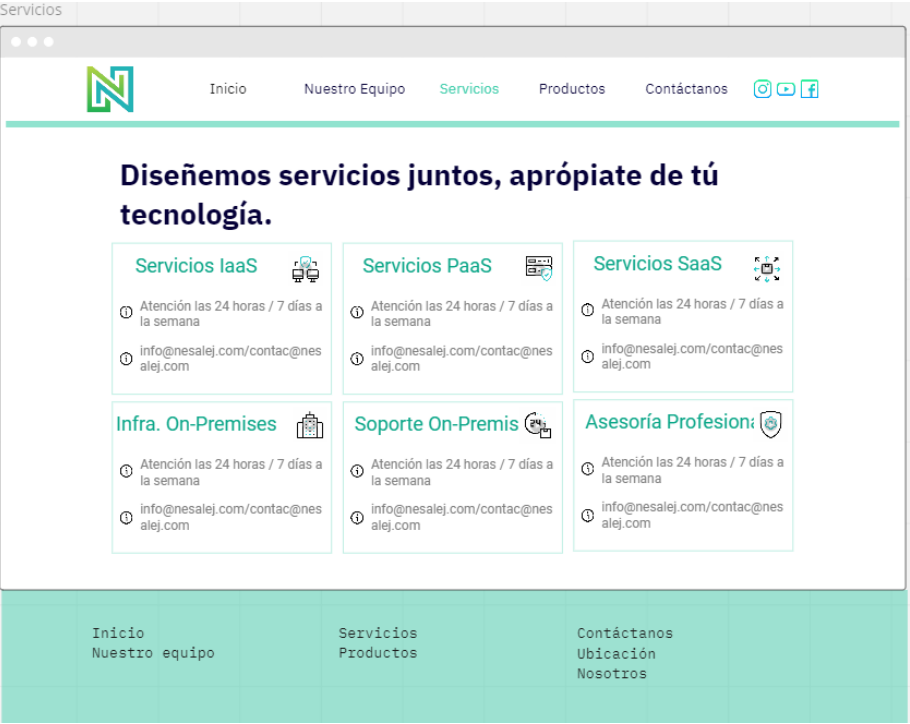 Servicios
Inicio
Nuestro Equipo
Servicios
Productos
Contáctanos
Diseñemos servicios juntos, aprópiate de tú
tecnología.
Servicios IaaS
Atención las 24 horas / 7 días a
la semana
info@nesalej.com/contac@nes
alej.com
Servicios PaaS
Atención las 24 horas / 7 días a
la semana
info@nesalej.com/contac@nes
alej.com
Servicios SaaS
Atención las 24 horas / 7 días a
la semana
info@nesalej.com/contac@nes
alej.com
Infra. On-Premises
Atención las 24 horas / 7 días a
la semana
info@nesalej.com/contac@nes
alej.com
Soporte On-Premis
24
Atención las 24 horas / 7 días a
la semana
info@nesalej.com/contac@nes
alej.com
Asesoría Profesiona
Atención las 24 horas / 7 días a
la semana
info@nesalej.com/contac@nes
alej.com
Inicio
Nuestro equipo
Servicios
Productos
Contáctanos
Ubicación
Nosotros